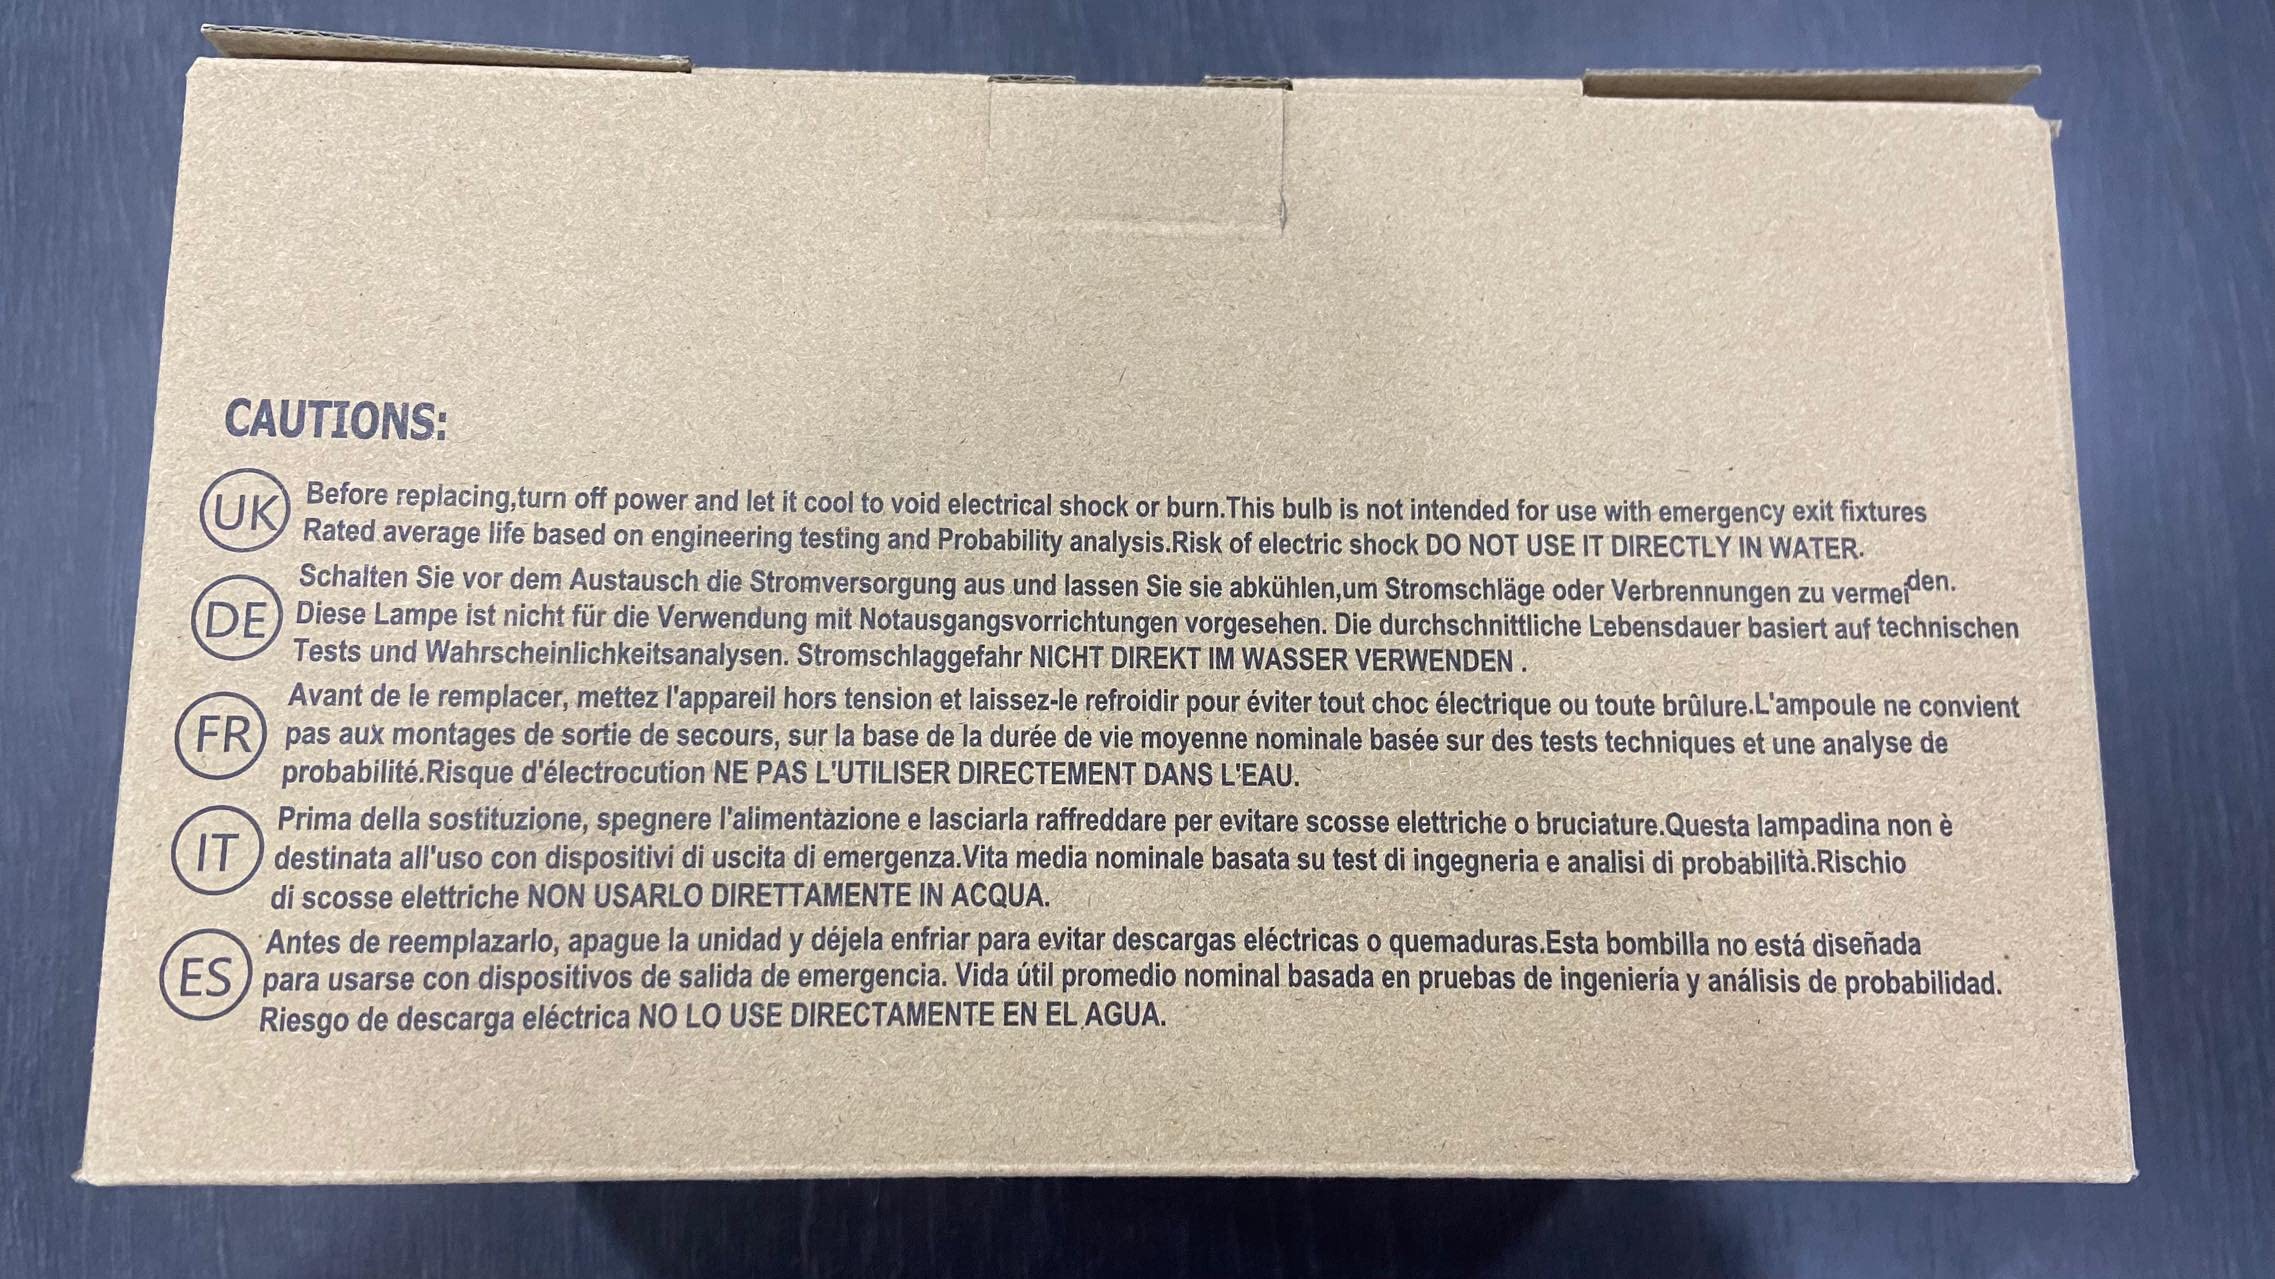 CAUTIONS:
UK Before replacing,turn off power and let it cool to void electrical shock or burn.This bulb is not intended for use with emergency exit fixtures
Rated average life based on engineering testing and Probability analysis.Risk of electric shock DO NOT USE IT DIRECTLY IN WATER.
DE Schalten Sie vor dem Austausch die Stromversorgung aus und lassen Sie sie abkühlen,um Stromschläge oder Verbrennungen zu vermeiden.
Diese Lampe ist nicht für die Verwendung mit Notausgangsvorrichtungen vorgesehen. Die durchschnittliche Lebensdauer basiert auf technischen
Tests und Wahrscheinlichkeitsanalysen. Stromschlaggefahr NICHT DIREKT IM WASSER VERWENDEN .
FR Avant de le remplacer, mettez l'appareil hors tension et laissez-le refroidir pour éviter tout choc électrique ou toute brûlure.L'ampoule ne convient
pas aux montages de sortie de secours, sur la base de la durée de vie moyenne nominale basée sur des tests techniques et une analyse de
probabilité.Risque d'électrocution NE PAS L'UTILISER DIRECTEMENT DANS L'EAU.
IT Prima della sostituzione, spegnere l'alimentazione e lasciarla raffreddare per evitare scosse elettriche o bruciature.Questa lampadina non è
destinata all'uso con dispositivi di uscita di emergenza.Vita media nominale basata su test di ingegneria e analisi di probabilità.Rischio
di scosse elettriche NON USARLO DIRETTAMENTE IN ACQUA.
ES Antes de reemplazarlo, apague la unidad y déjela enfriar para evitar descargas eléctricas o quemaduras.Esta bombilla no está diseñada
para usarse con dispositivos de salida de emergencia. Vida útil promedio nominal basada en pruebas de ingeniería y análisis de probabilidad.
Riesgo de descarga eléctrica NO LO USE DIRECTAMENTE EN EL AGUA.